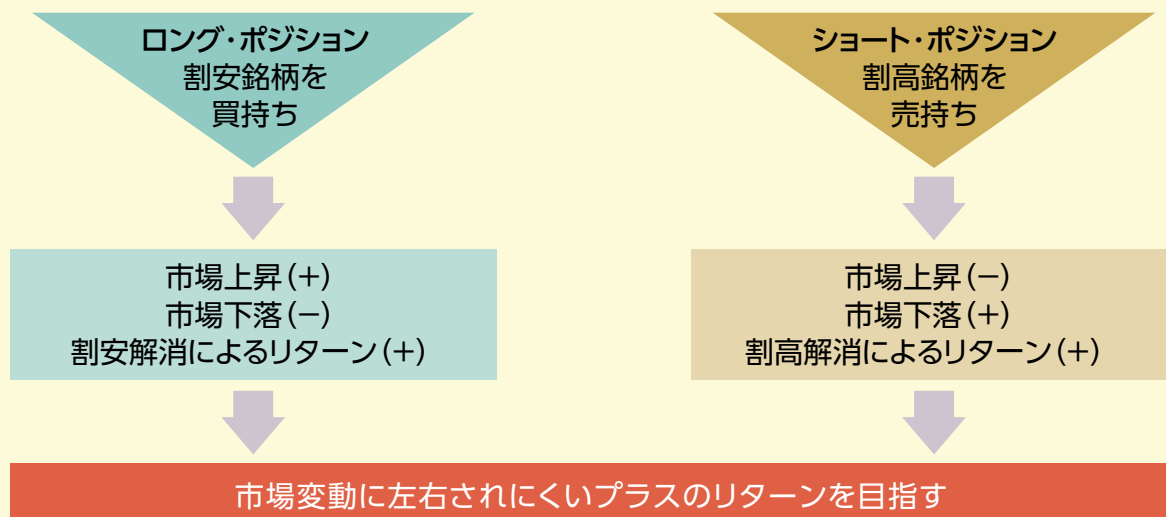 ロング・ポジション
割安銘柄を
買持ち
ショート・ポジション
割高銘柄を
売持ち
市場上昇(+)
市場下落(−)
割安解消によるリターン(+)
市場上昇(−)
市場下落(+)
割高解消によるリターン(+)
市場変動に左右されにくいプラスのリターンを目指す